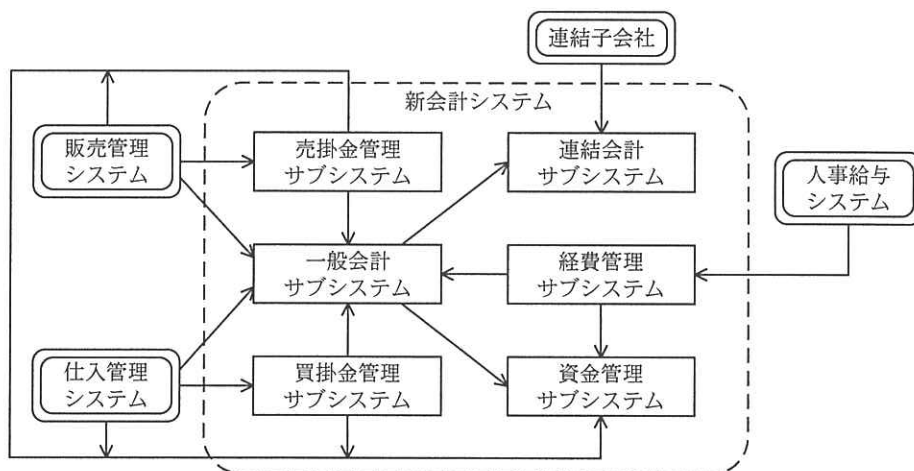 連結子会社
新会計システム
販売管理
システム
売掛金管理
サブシステム
連結会計
サブシステム
人事給与
システム
一般会計
サブシステム
経費管理
サブシステム
仕入管理
システム
買掛金管理
サブシステム
資金管理
サブシステム